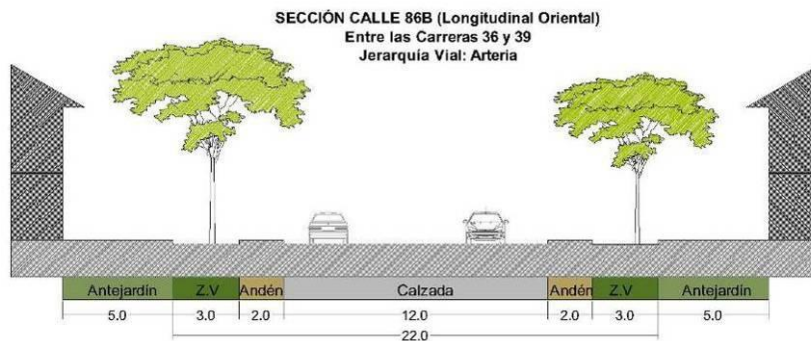 SECCIÓN CALLE 86B (Longitudinal Oriental)
Entre las Carreras 36 y 39
Jerarquía Vial: Arteria
Antejardín Z.V Andén Calzada Andén Z.V Antejardín
5.0 3.0 2.0 12.0 2.0 3.0 5.0
22.0